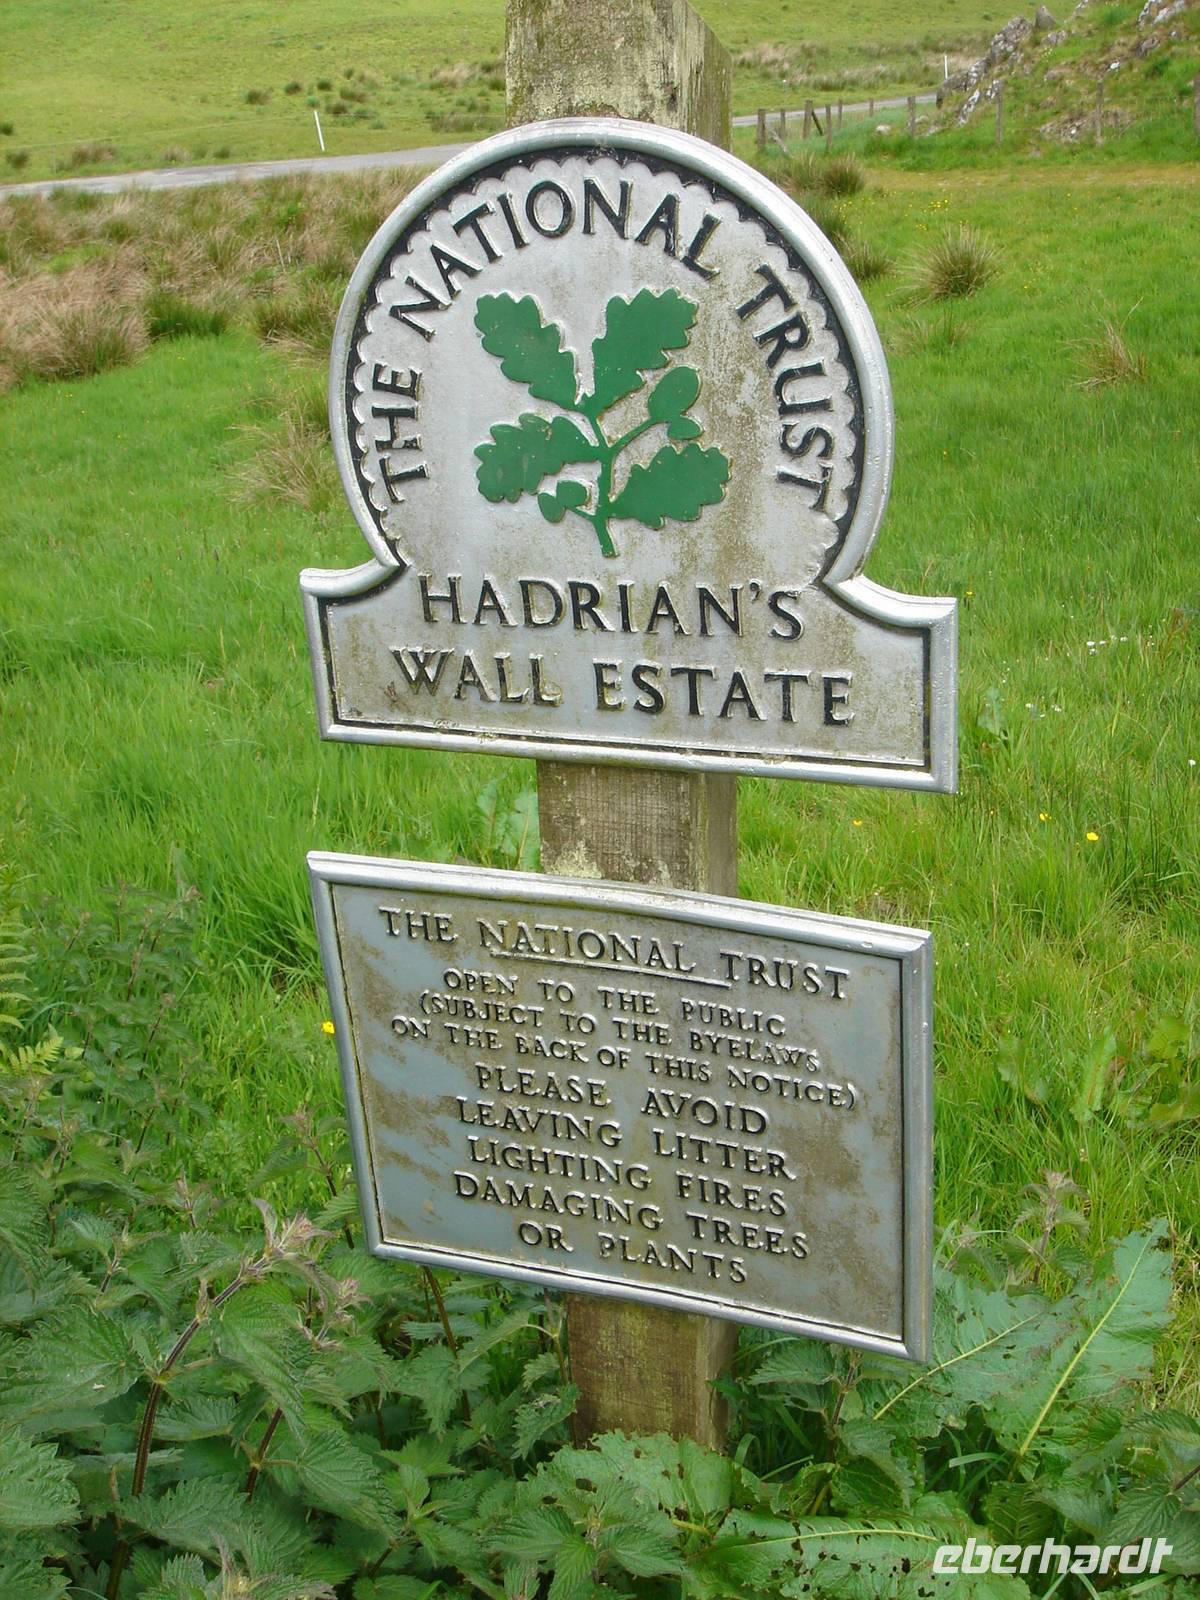 THE NATIONAL TRUST
HADRIAN'S
WALL ESTATE
THE NATIONAL TRUST
OPEN TO THE PUBLIC
(SUBJECT TO THE BYELAWS
ON THE BACK OF THIS NOTICE)
PLEASE AVOID
LEAVING LITTER
LIGHTING FIRES
DAMAGING TREES
OR PLANTS
eberhardt